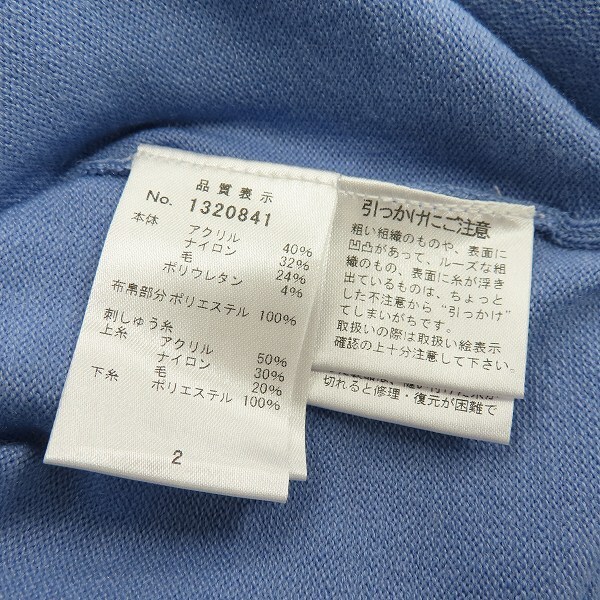 品質表示
No. 1320841
本体 アクリル 40%
ナイロン 32%
毛 24%
ポリウレタン 4%
布帛部分 ポリエステル 100%
刺しゅう糸
上糸 アクリル 50%
ナイロン 30%
毛 20%
下糸 ポリエステル 100%
2
引っかけにご注意
粗い組織のものや、表面に
凹凸があって、ルーズな組
織のもの、表面に糸が浮き
出ているものは、ちょっと
した不注意から“引っかけ”
てしまいがちです。
取扱いの際は取扱い絵表示
確認の上十分注意して下さい。
切れると修理・復元が困難で